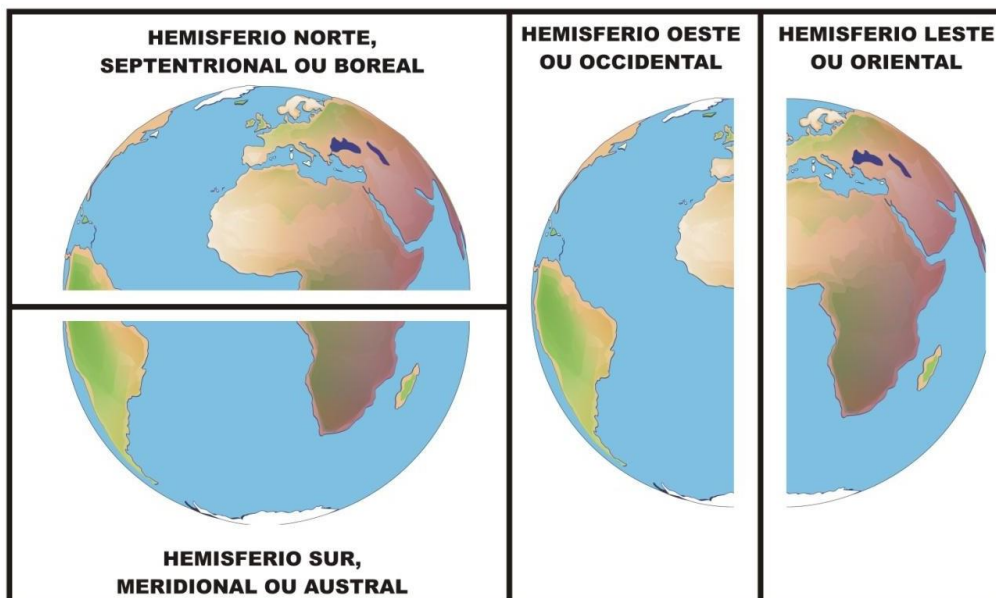 HEMISFERIO NORTE,
SEPTENTRIONAL OU BOREAL
HEMISFERIO SUR,
MERIDIONAL OU AUSTRAL
HEMISFERIO OESTE
OU OCCIDENTAL
HEMISFERIO LESTE
OU ORIENTAL